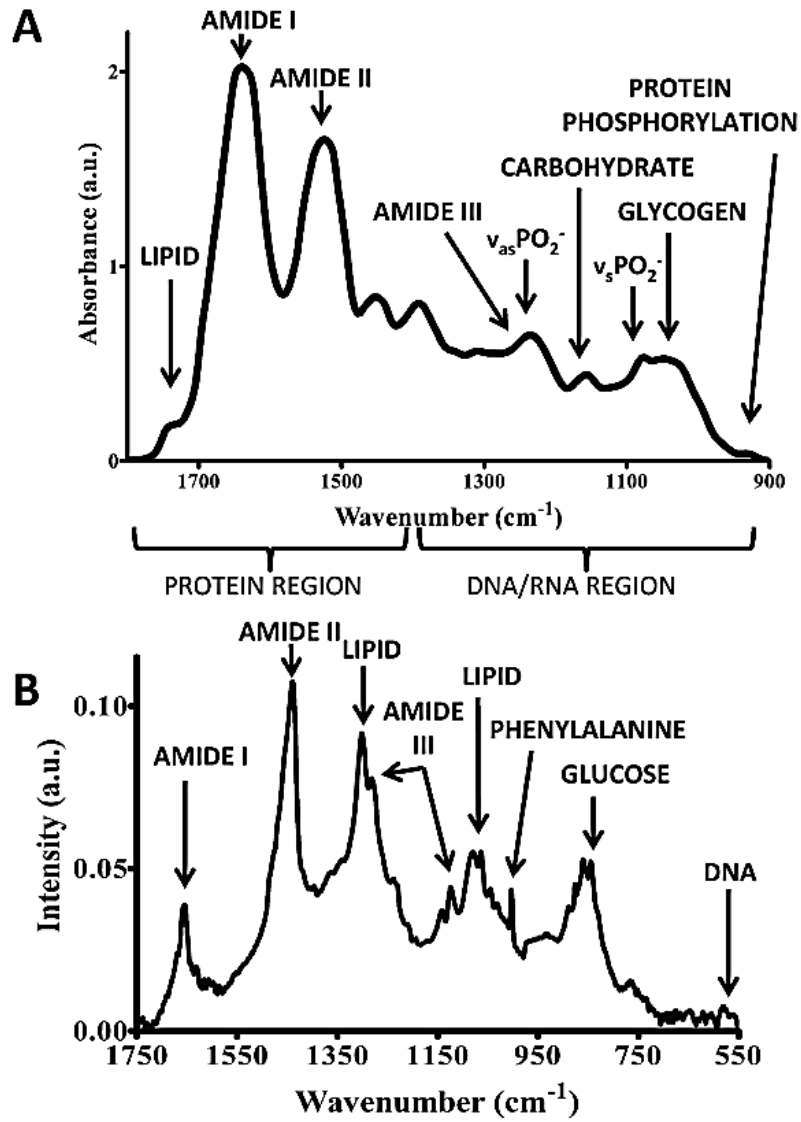 A
AMIDE I
AMIDE II
PROTEIN
PHOSPHORYLATION
CARBOHYDRATE
AMIDE III
GLYCOGEN
vasPO2-
vsPO2-
LIPID
Absorbance (a.u.)
2
1
0
1700 1500 1300 1100 900
Wavenumber (cm-1)
PROTEIN REGION DNA/RNA REGION
B
AMIDE II
LIPID
LIPID
AMIDE
III
PHENYLALANINE
AMIDE I
GLUCOSE
DNA
Intensity (a.u.)
0.10
0.05
0.00
1750 1550 1350 1150 950 750 550
Wavenumber (cm-1)